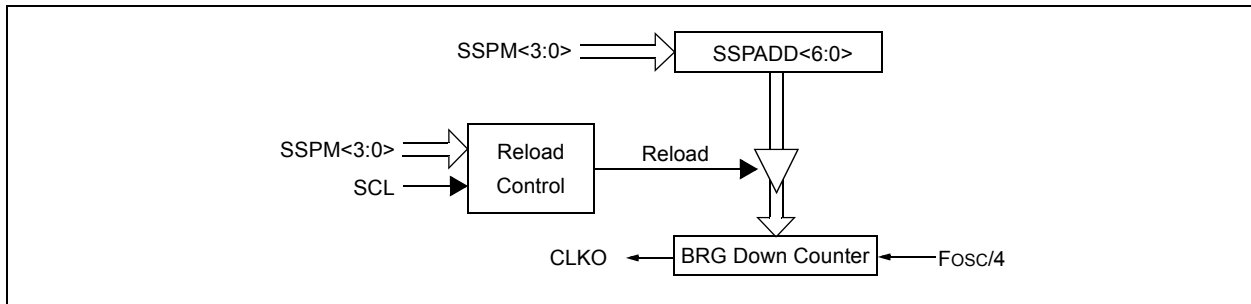 SSPM<3:0>
SSPADD<6:0>
SSPM<3:0>
SCL
Reload
Control
Reload
CLKO
BRG Down Counter
FOSC/4